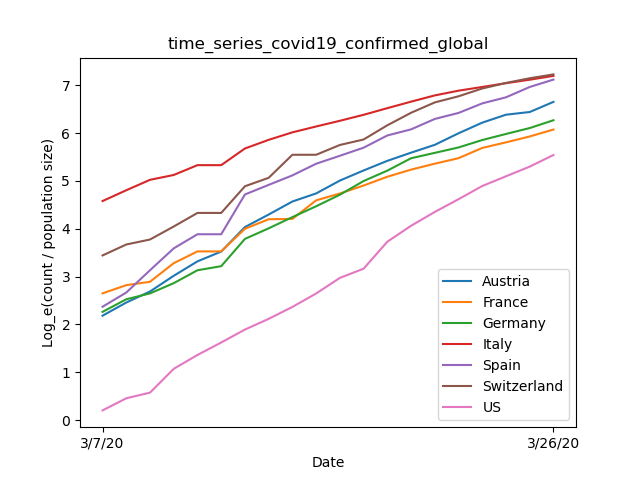 time_series_covid19_confirmed_global
Log_e(count / population size)
7
6
5
4
3
2
1
0
Austria
France
Germany
Italy
Spain
Switzerland
US
3/7/20
3/26/20
Date